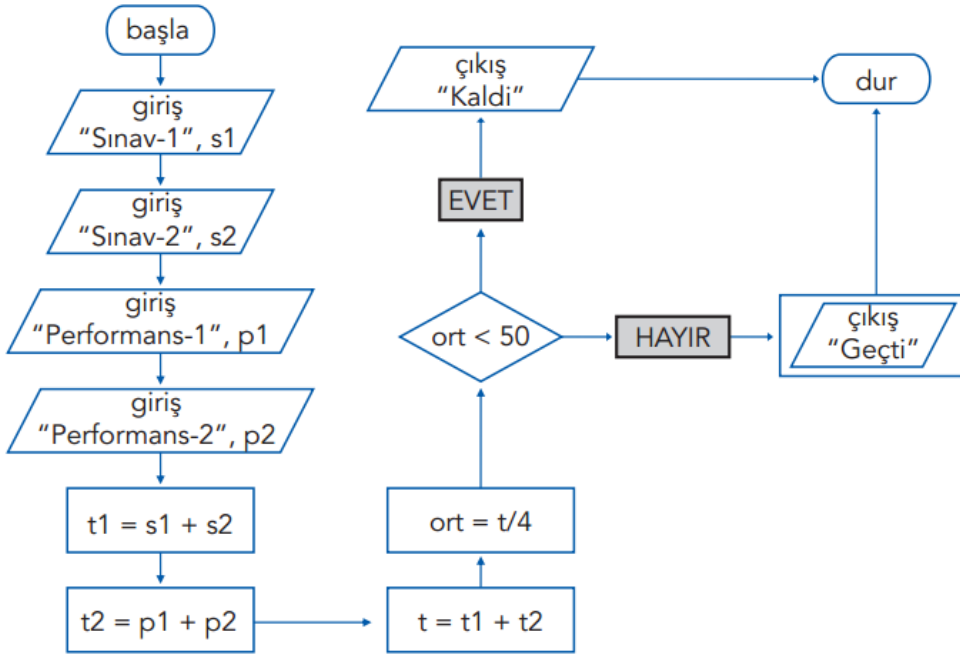 başla
giriş
“Sınav-1”, s1
giriş
“Sınav-2”, s2
giriş
“Performans-1”, p1
giriş
“Performans-2”, p2
t1 = s1 + s2
t2 = p1 + p2
t = t1 + t2
ort = t/4
ort < 50
EVET
çıkış
“Kaldi”
HAYIR
çıkış
“Geçti”
dur